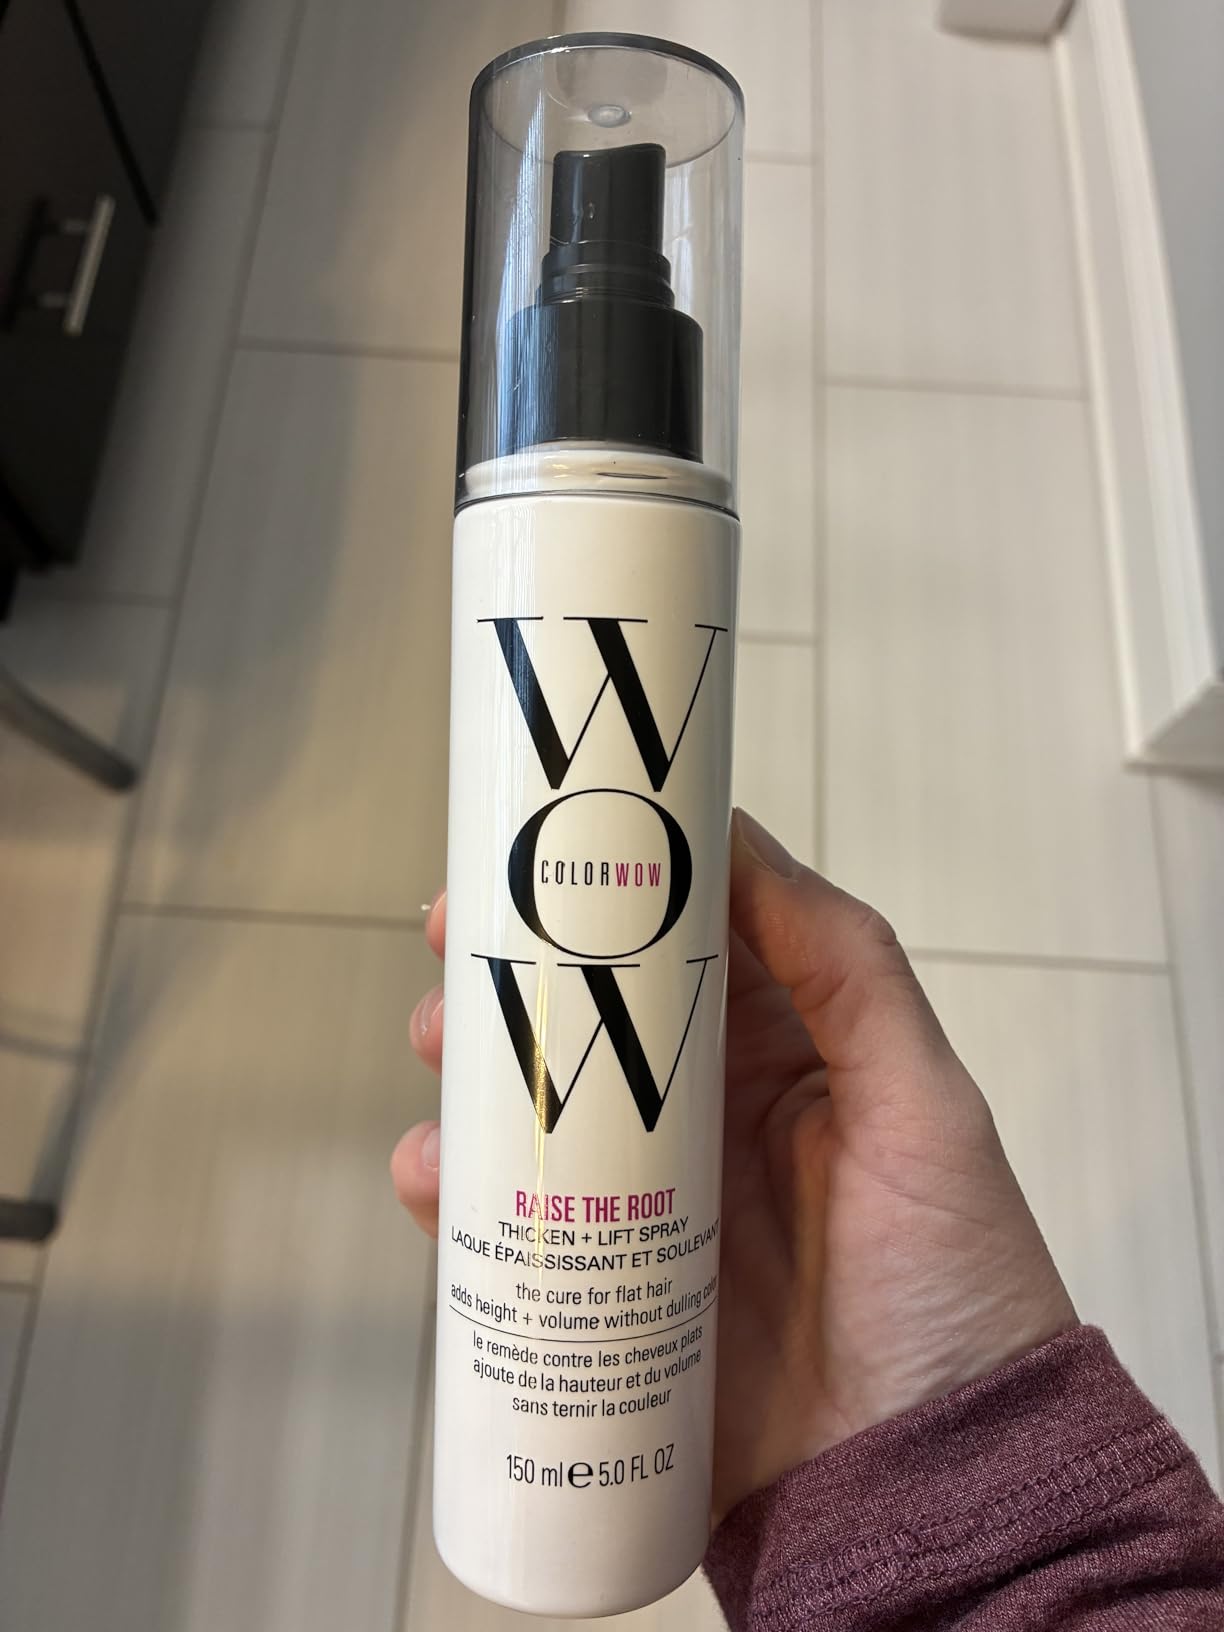 WOW
COLORWOW
RAISE THE ROOT
THICKEN + LIFT SPRAY
LAQUE ÉPAISSISSANT ET SOULEVANT
the cure for flat hair
adds height + volume without dulling color
le remède contre les cheveux plats
ajoute de la hauteur et du volume
sans ternir la couleur
150 ml e 5.0 FL OZ